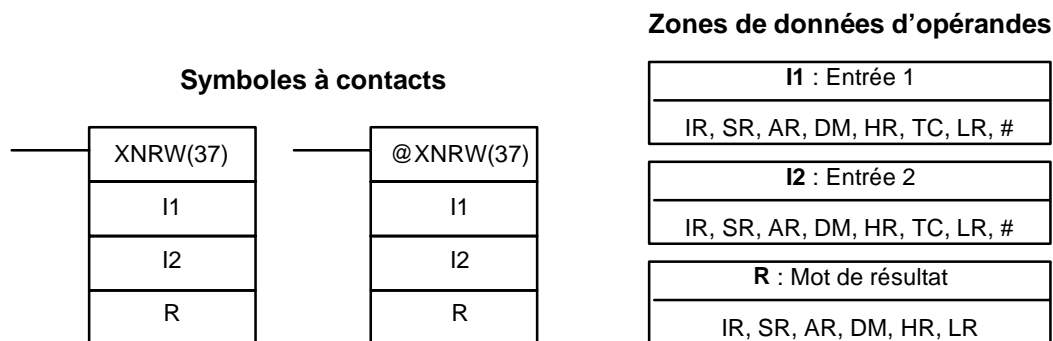 Zones de données d’opérandes
Symboles à contacts
I1 : Entrée 1
IR, SR, AR, DM, HR, TC, LR, #
XNRW(37)
@XNRW(37)
I2 : Entrée 2
I1
I1
IR, SR, AR, DM, HR, TC, LR, #
I2
I2
R : Mot de résultat
R
R
IR, SR, AR, DM, HR, LR